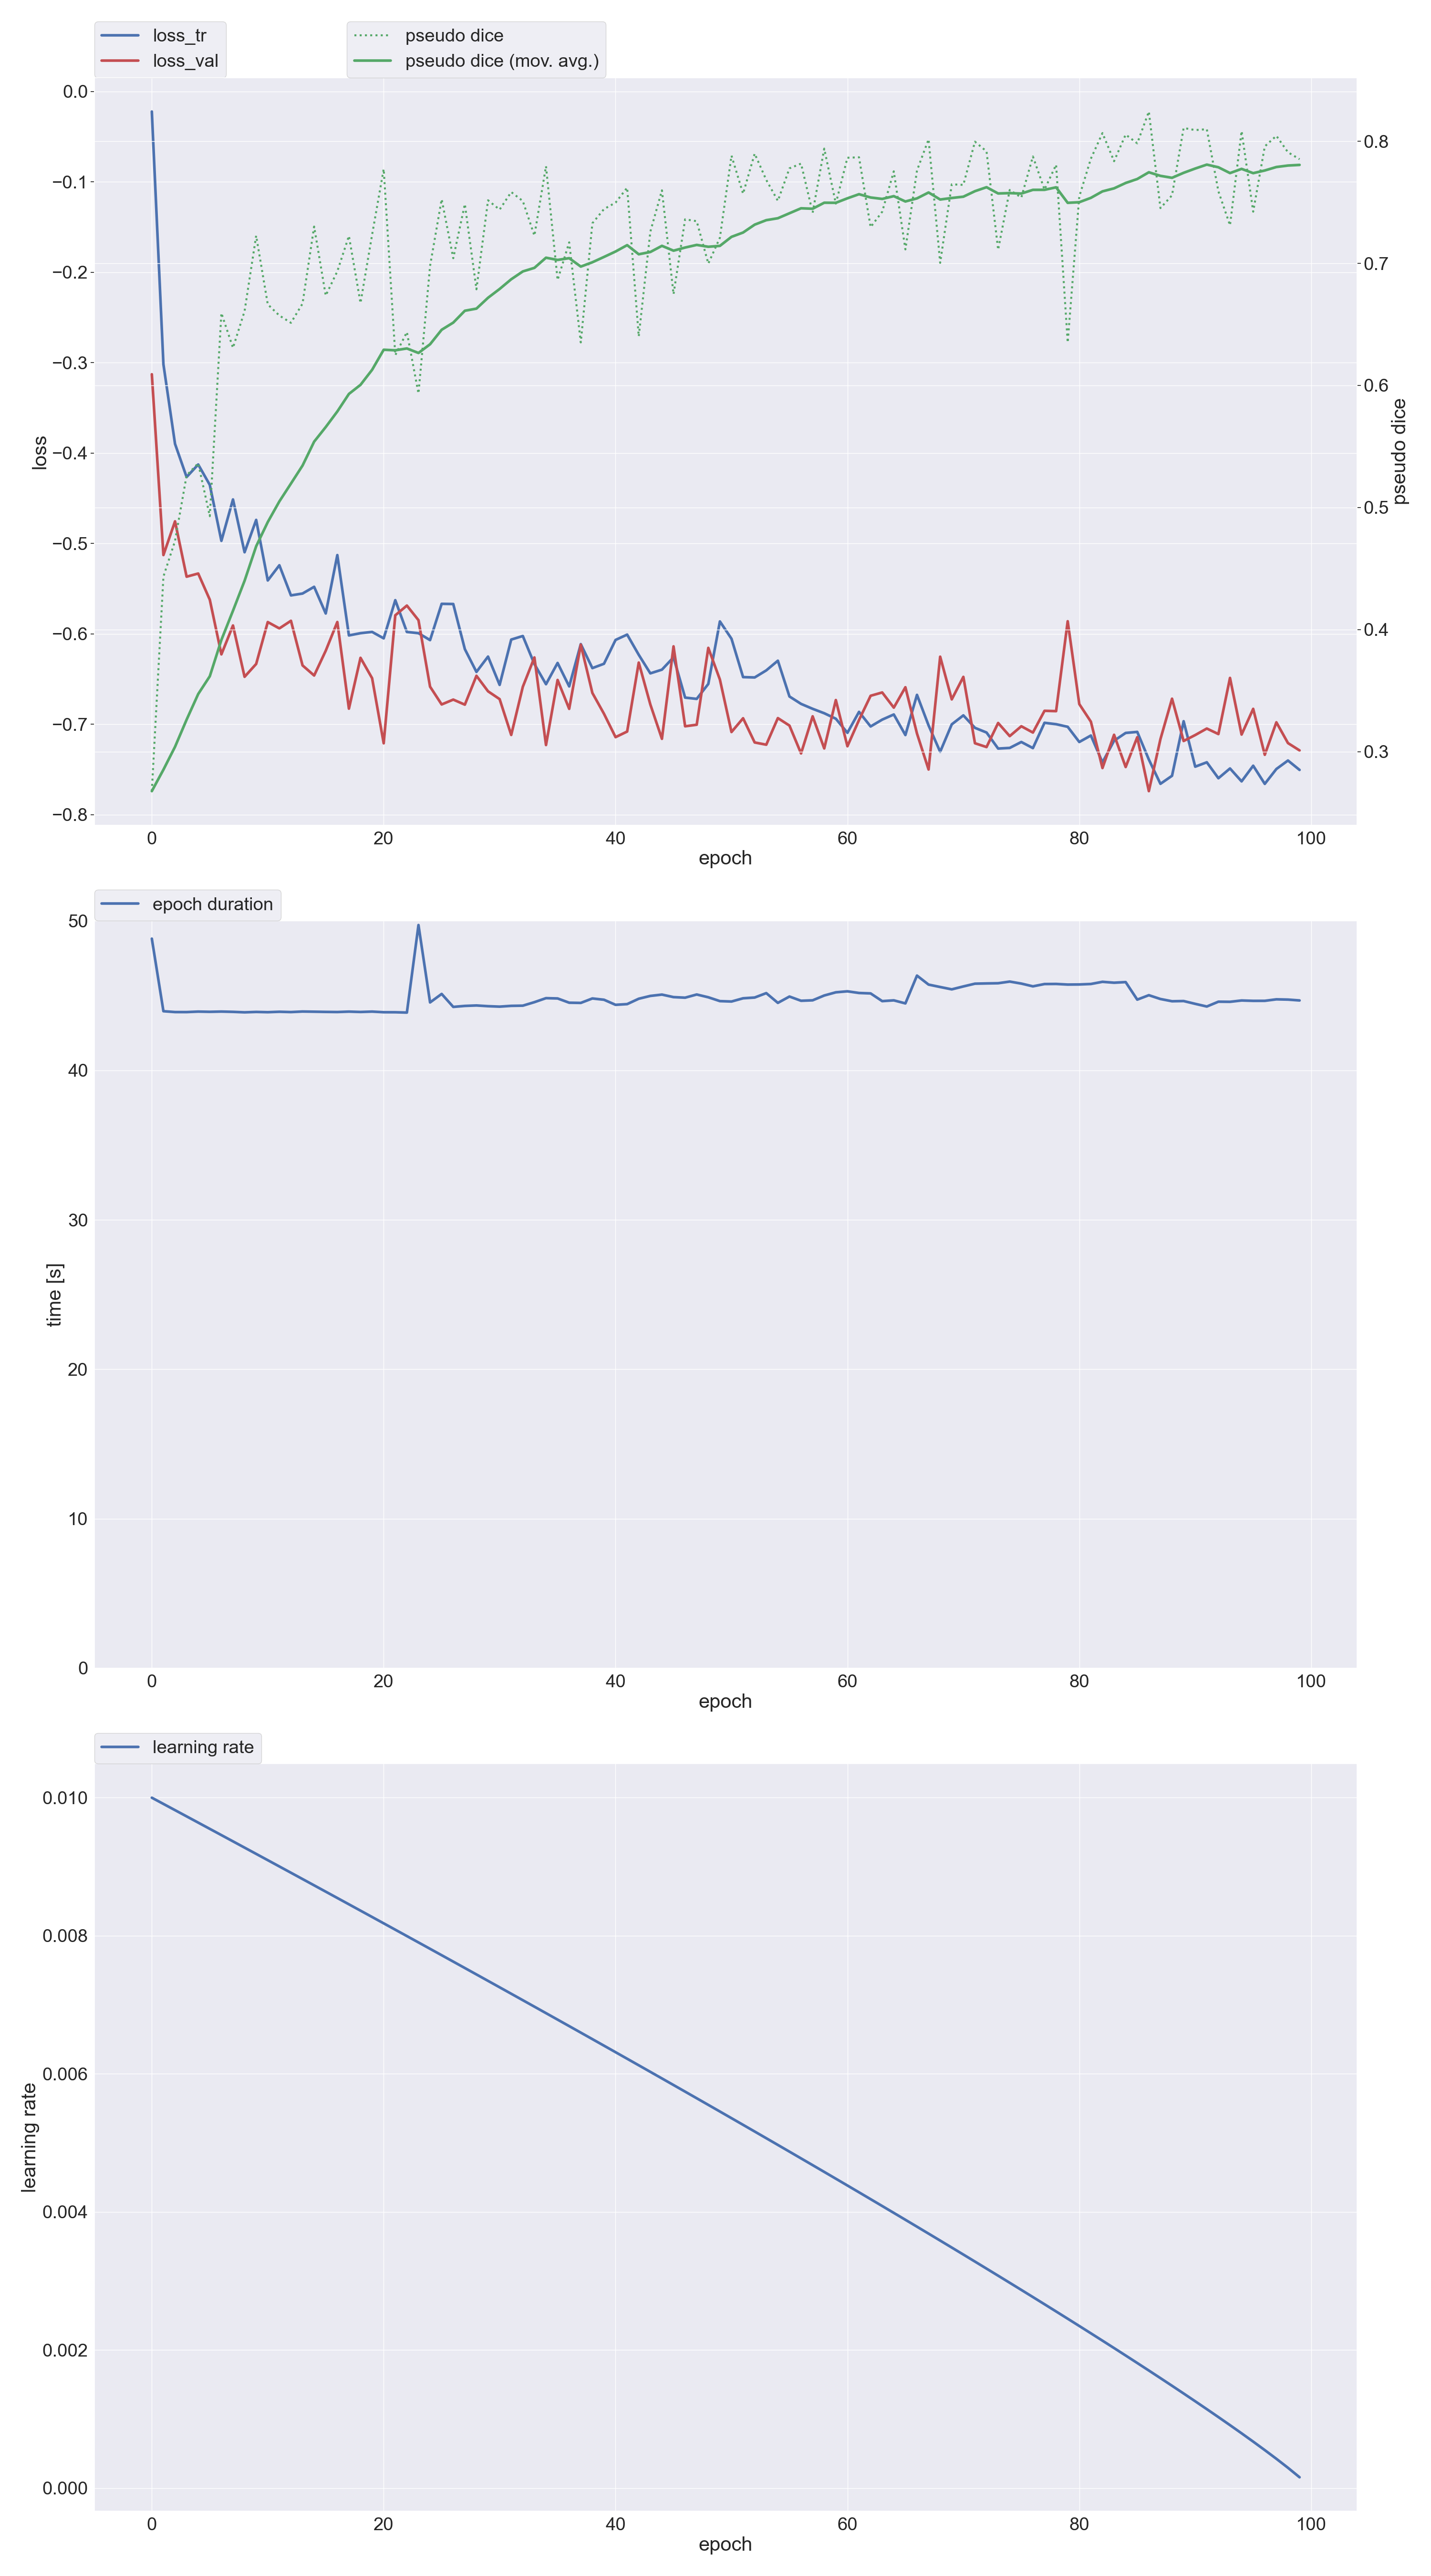 loss_tr
loss_val
pseudo dice
pseudo dice (mov. avg.)
0.0
−0.1
−0.2
−0.3
−0.4
−0.5
−0.6
−0.7
−0.8
loss
0.8
0.7
0.6
0.5
0.4
0.3
pseudo dice
0 20 40 60 80 100
epoch
epoch duration
50
40
30
20
10
0
time [s]
0 20 40 60 80 100
epoch
learning rate
0.010
0.008
0.006
0.004
0.002
0.000
learning rate
0 20 40 60 80 100
epoch